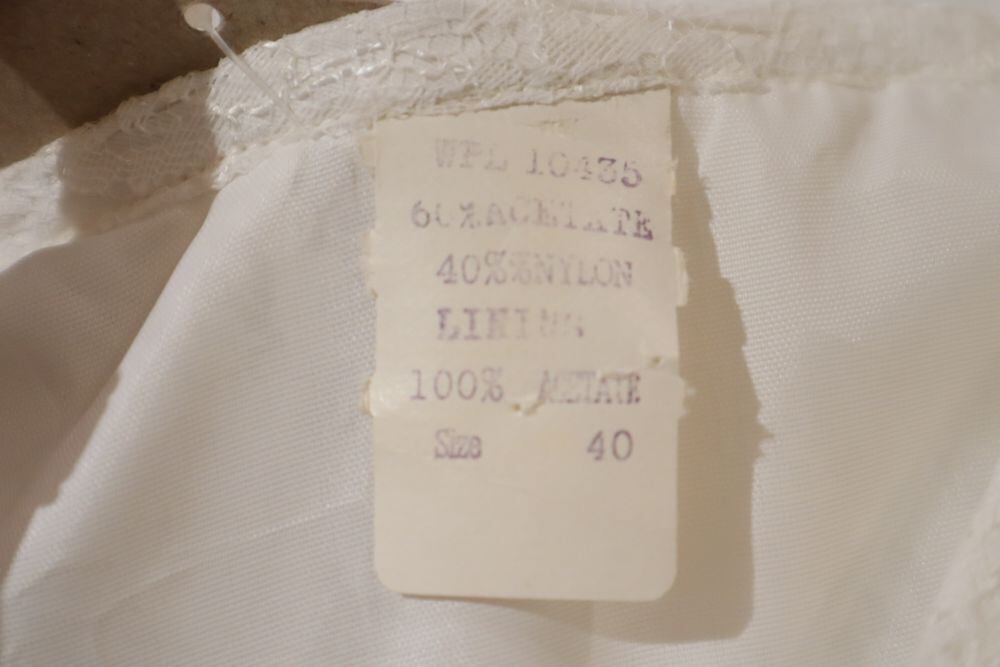 WPL 10435
60%ACETATE
40%%NYLON
LINING
100% ACETATE
Size 40